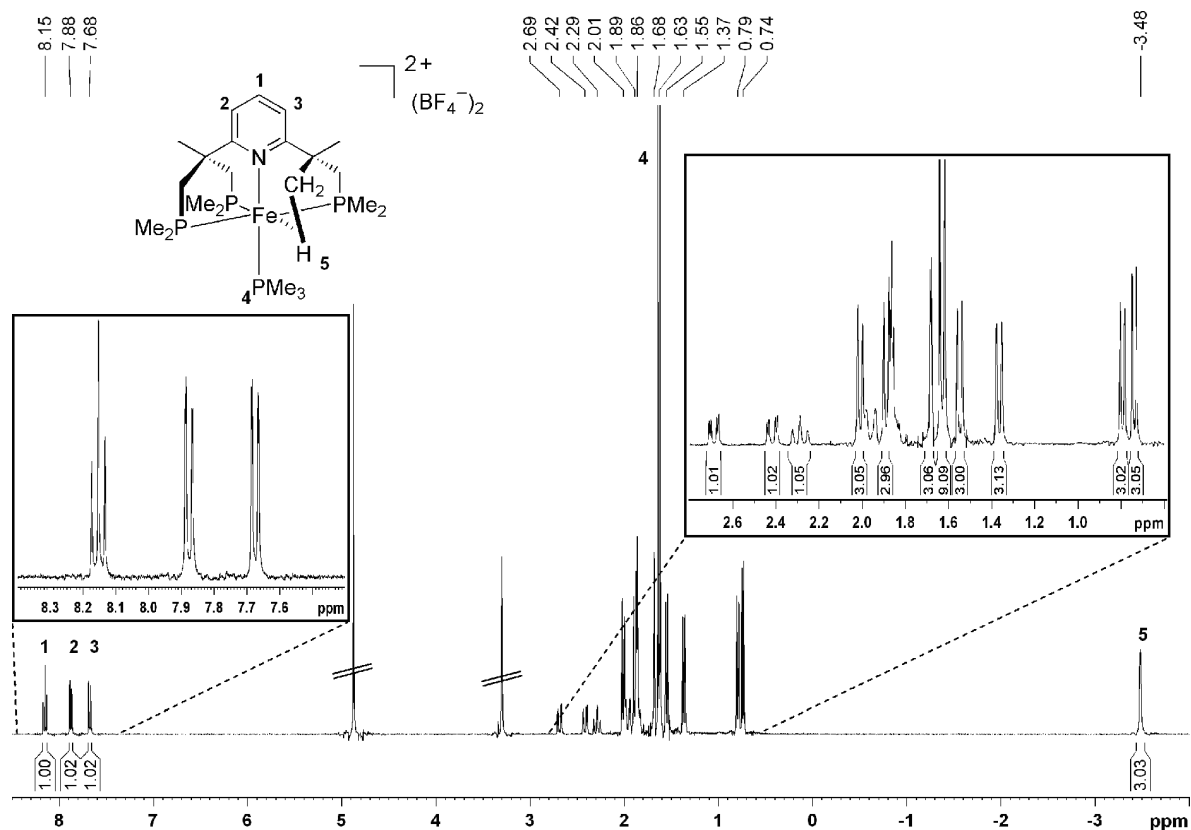 8.15
7.88
7.68
2.69
2.42
2.29
2.01
1.89
1.86
1.68
1.63
1.55
1.37
0.79
0.74
-3.48
2+
(BF4⁻)2
1
2
3
N
CH2
Me2P
PMe2
Me2P
Fe
H
5
4PMe3
4
8.3 8.2 8.1 8.0 7.9 7.8 7.7 7.6 ppm
1.01
1.02
1.05
3.05
2.96
3.06
9.09
3.00
3.13
3.02
3.05
2.6 2.4 2.2 2.0 1.8 1.6 1.4 1.2 1.0 ppm
1 2 3
5
1.00
1.02
1.02
3.03
8 7 6 5 4 3 2 1 0 -1 -2 -3 ppm